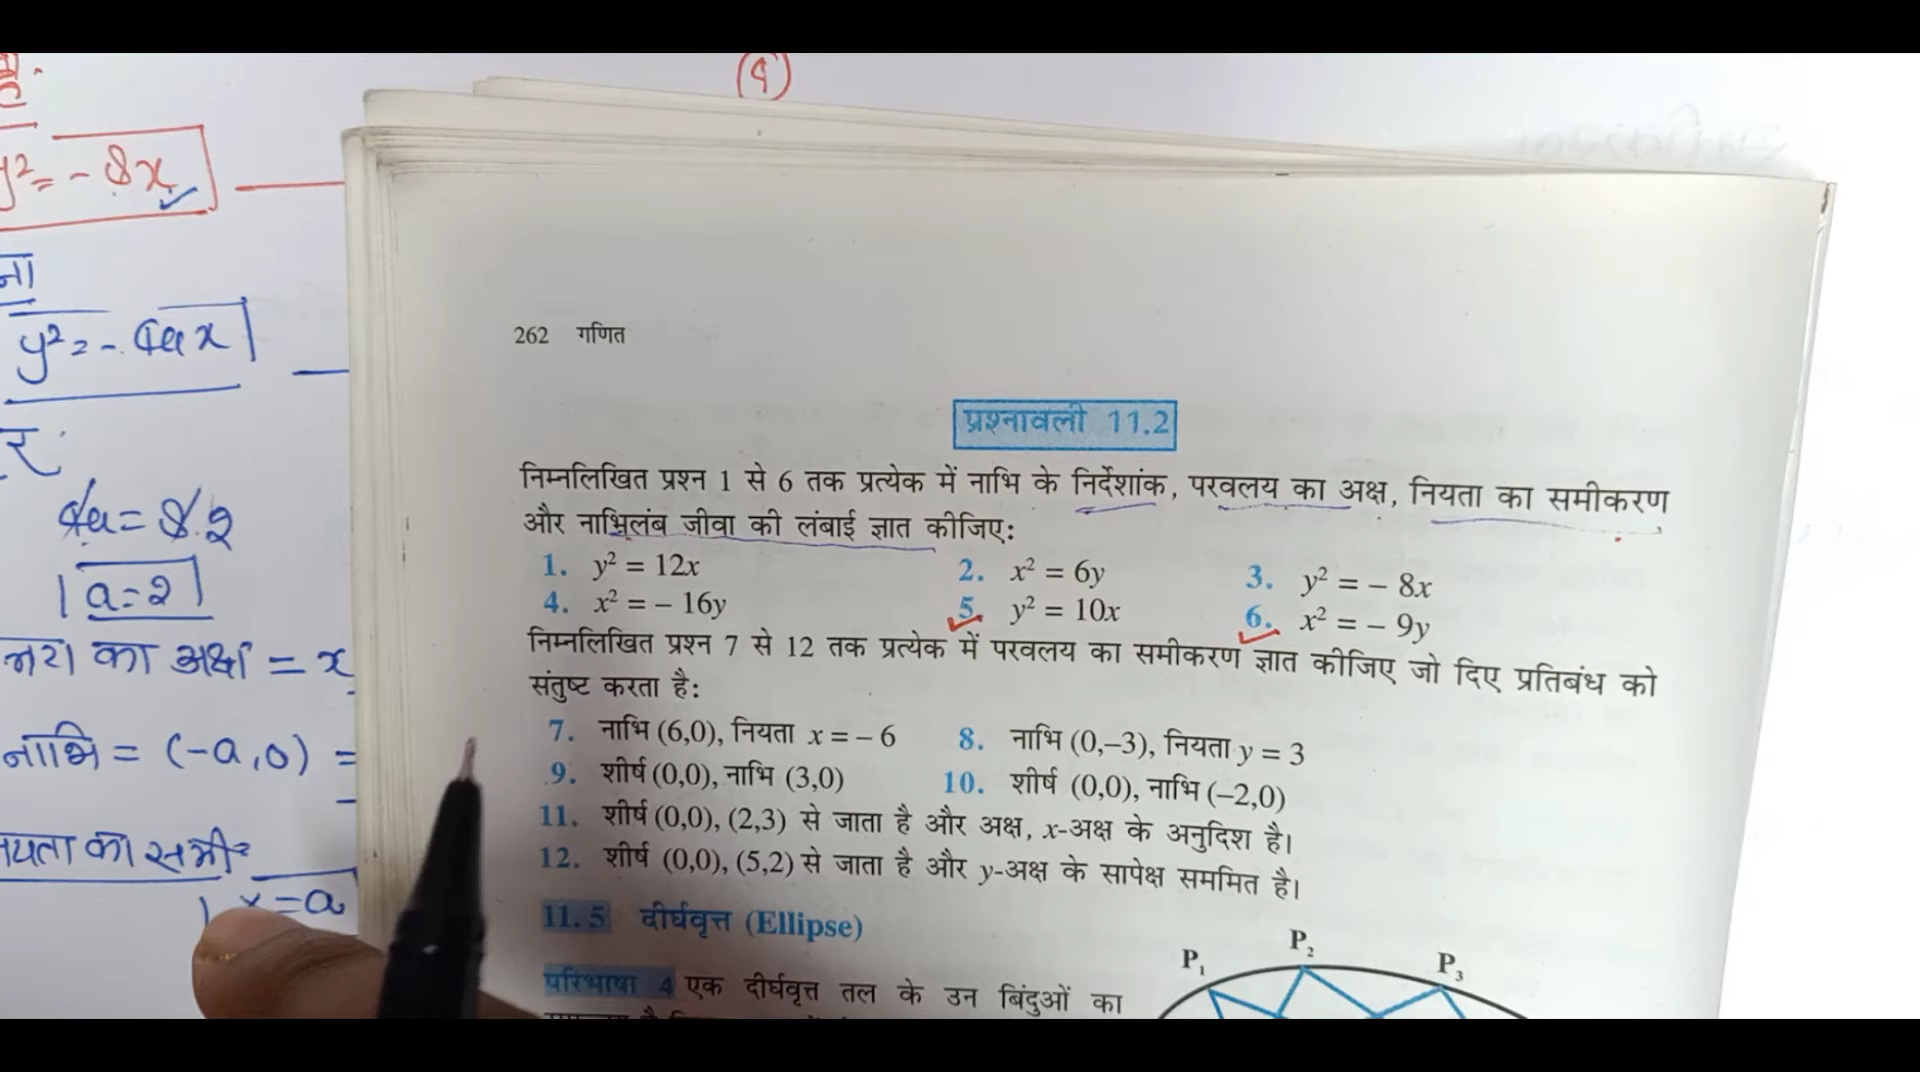 (9)
है.
y² = - 8x
ना
y² = - 4ax
र
4a = 8.2
a = 2
का अक्ष = x
नाभि = (-a,0) =
यता का समी॰
x = a
262 गणित
प्रश्नावली 11.2
निम्नलिखित प्रश्न 1 से 6 तक प्रत्येक में नाभि के निर्देशांक, परवलय का अक्ष, नियता का समीकरण
और नाभिलंब जीवा की लंबाई ज्ञात कीजिए:
1. y² = 12x 2. x² = 6y 3. y² = – 8x
4. x² = – 16y 5. y² = 10x 6. x² = – 9y
निम्नलिखित प्रश्न 7 से 12 तक प्रत्येक में परवलय का समीकरण ज्ञात कीजिए जो दिए प्रतिबंध को
संतुष्ट करता है:
7. नाभि (6,0), नियता x = – 6 8. नाभि (0,–3), नियता y = 3
9. शीर्ष (0,0), नाभि (3,0) 10. शीर्ष (0,0), नाभि (–2,0)
11. शीर्ष (0,0), (2,3) से जाता है और अक्ष, x-अक्ष के अनुदिश है।
12. शीर्ष (0,0), (5,2) से जाता है और y-अक्ष के सापेक्ष सममित है।
11.5 दीर्घवृत्त (Ellipse)
P₁ P₂ P₃
परिभाषा 4 एक दीर्घवृत्त तल के उन बिंदुओं का